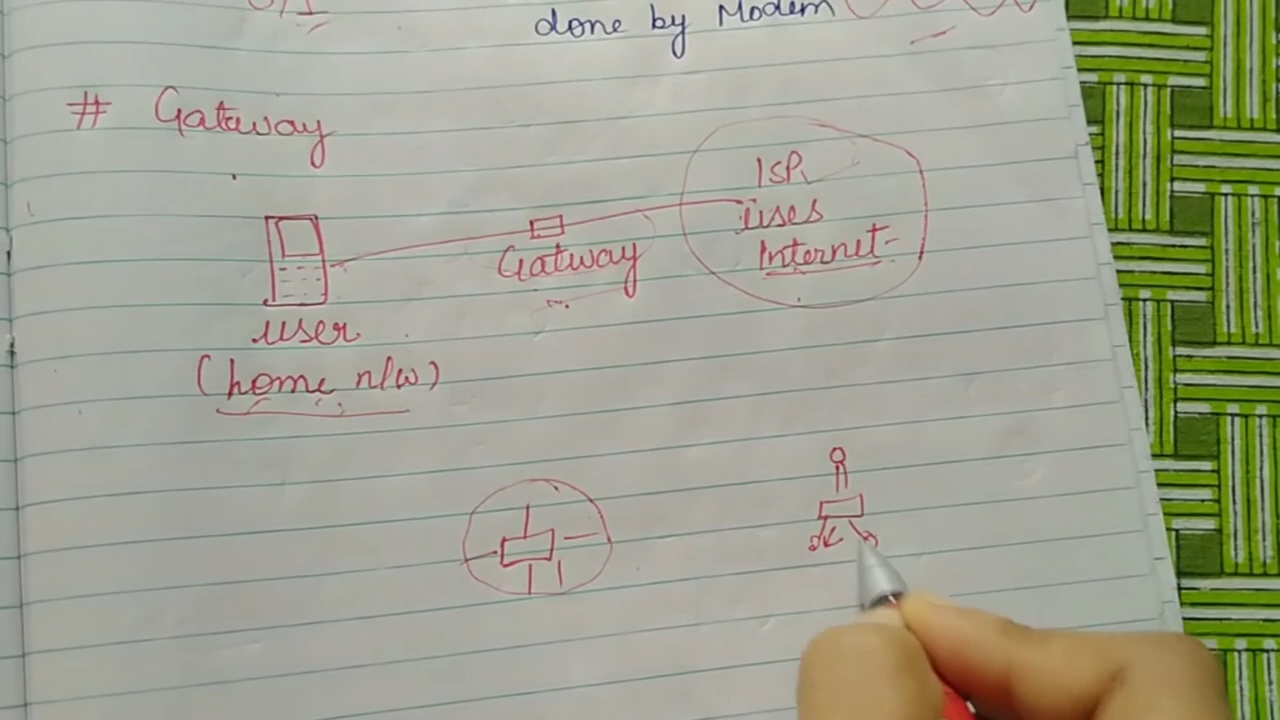 done by Modem
# Gateway
ISP
uses
Internet
Gatway
user
(home n/w)